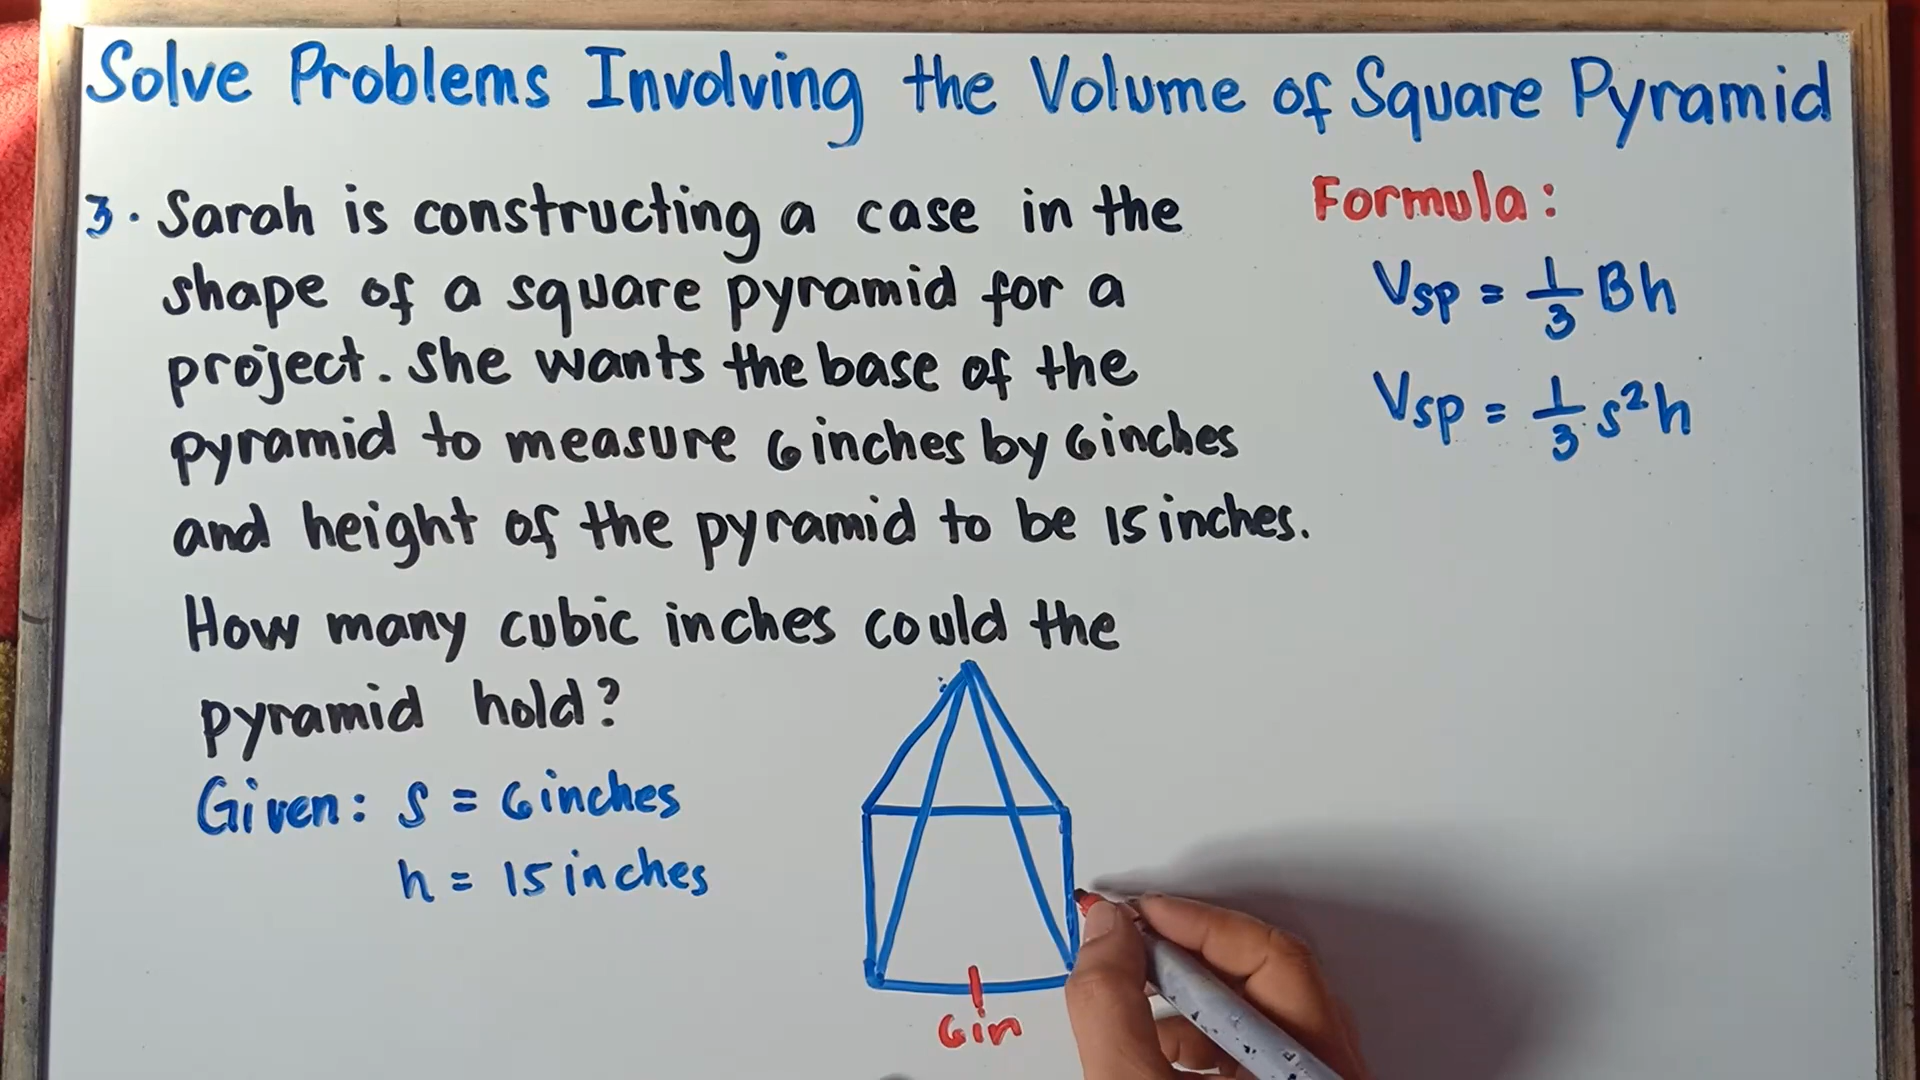 Solve Problems Involving the Volume of Square Pyramid
3. Sarah is constructing a case in the
shape of a square pyramid for a
project. She wants the base of the
pyramid to measure 6 inches by 6 inches
and height of the pyramid to be 15 inches.
How many cubic inches could the
pyramid hold?
Given: s = 6 inches
h = 15 inches
6 in
Formula:
Vsp = 1/3 Bh
Vsp = 1/3 s²h